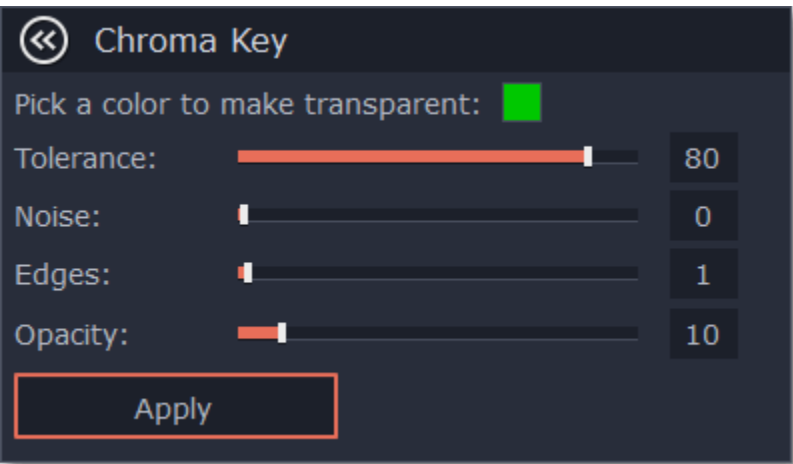 Chroma Key
Pick a color to make transparent:
Tolerance: 80
Noise: 0
Edges: 1
Opacity: 10
Apply